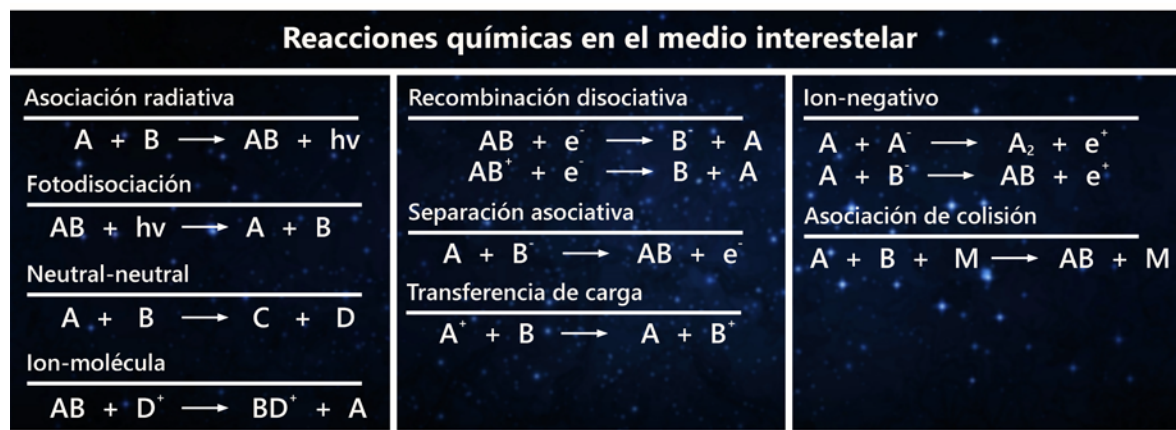 Reacciones químicas en el medio interestelar
Asociación radiativa
A + B ⟶ AB + hv
Fotodisociación
AB + hv ⟶ A + B
Neutral-neutral
A + B ⟶ C + D
Ion-molécula
AB + D⁺ ⟶ BD⁺ + A
Recombinación disociativa
AB + e⁻ ⟶ B⁻ + A
AB⁺ + e⁻ ⟶ B + A
Separación asociativa
A + B⁻ ⟶ AB + e⁻
Transferencia de carga
A⁺ + B ⟶ A + B⁺
Ion-negativo
A + A⁻ ⟶ A₂ + e⁺
A + B⁻ ⟶ AB + e⁺
Asociación de colisión
A + B + M ⟶ AB + M